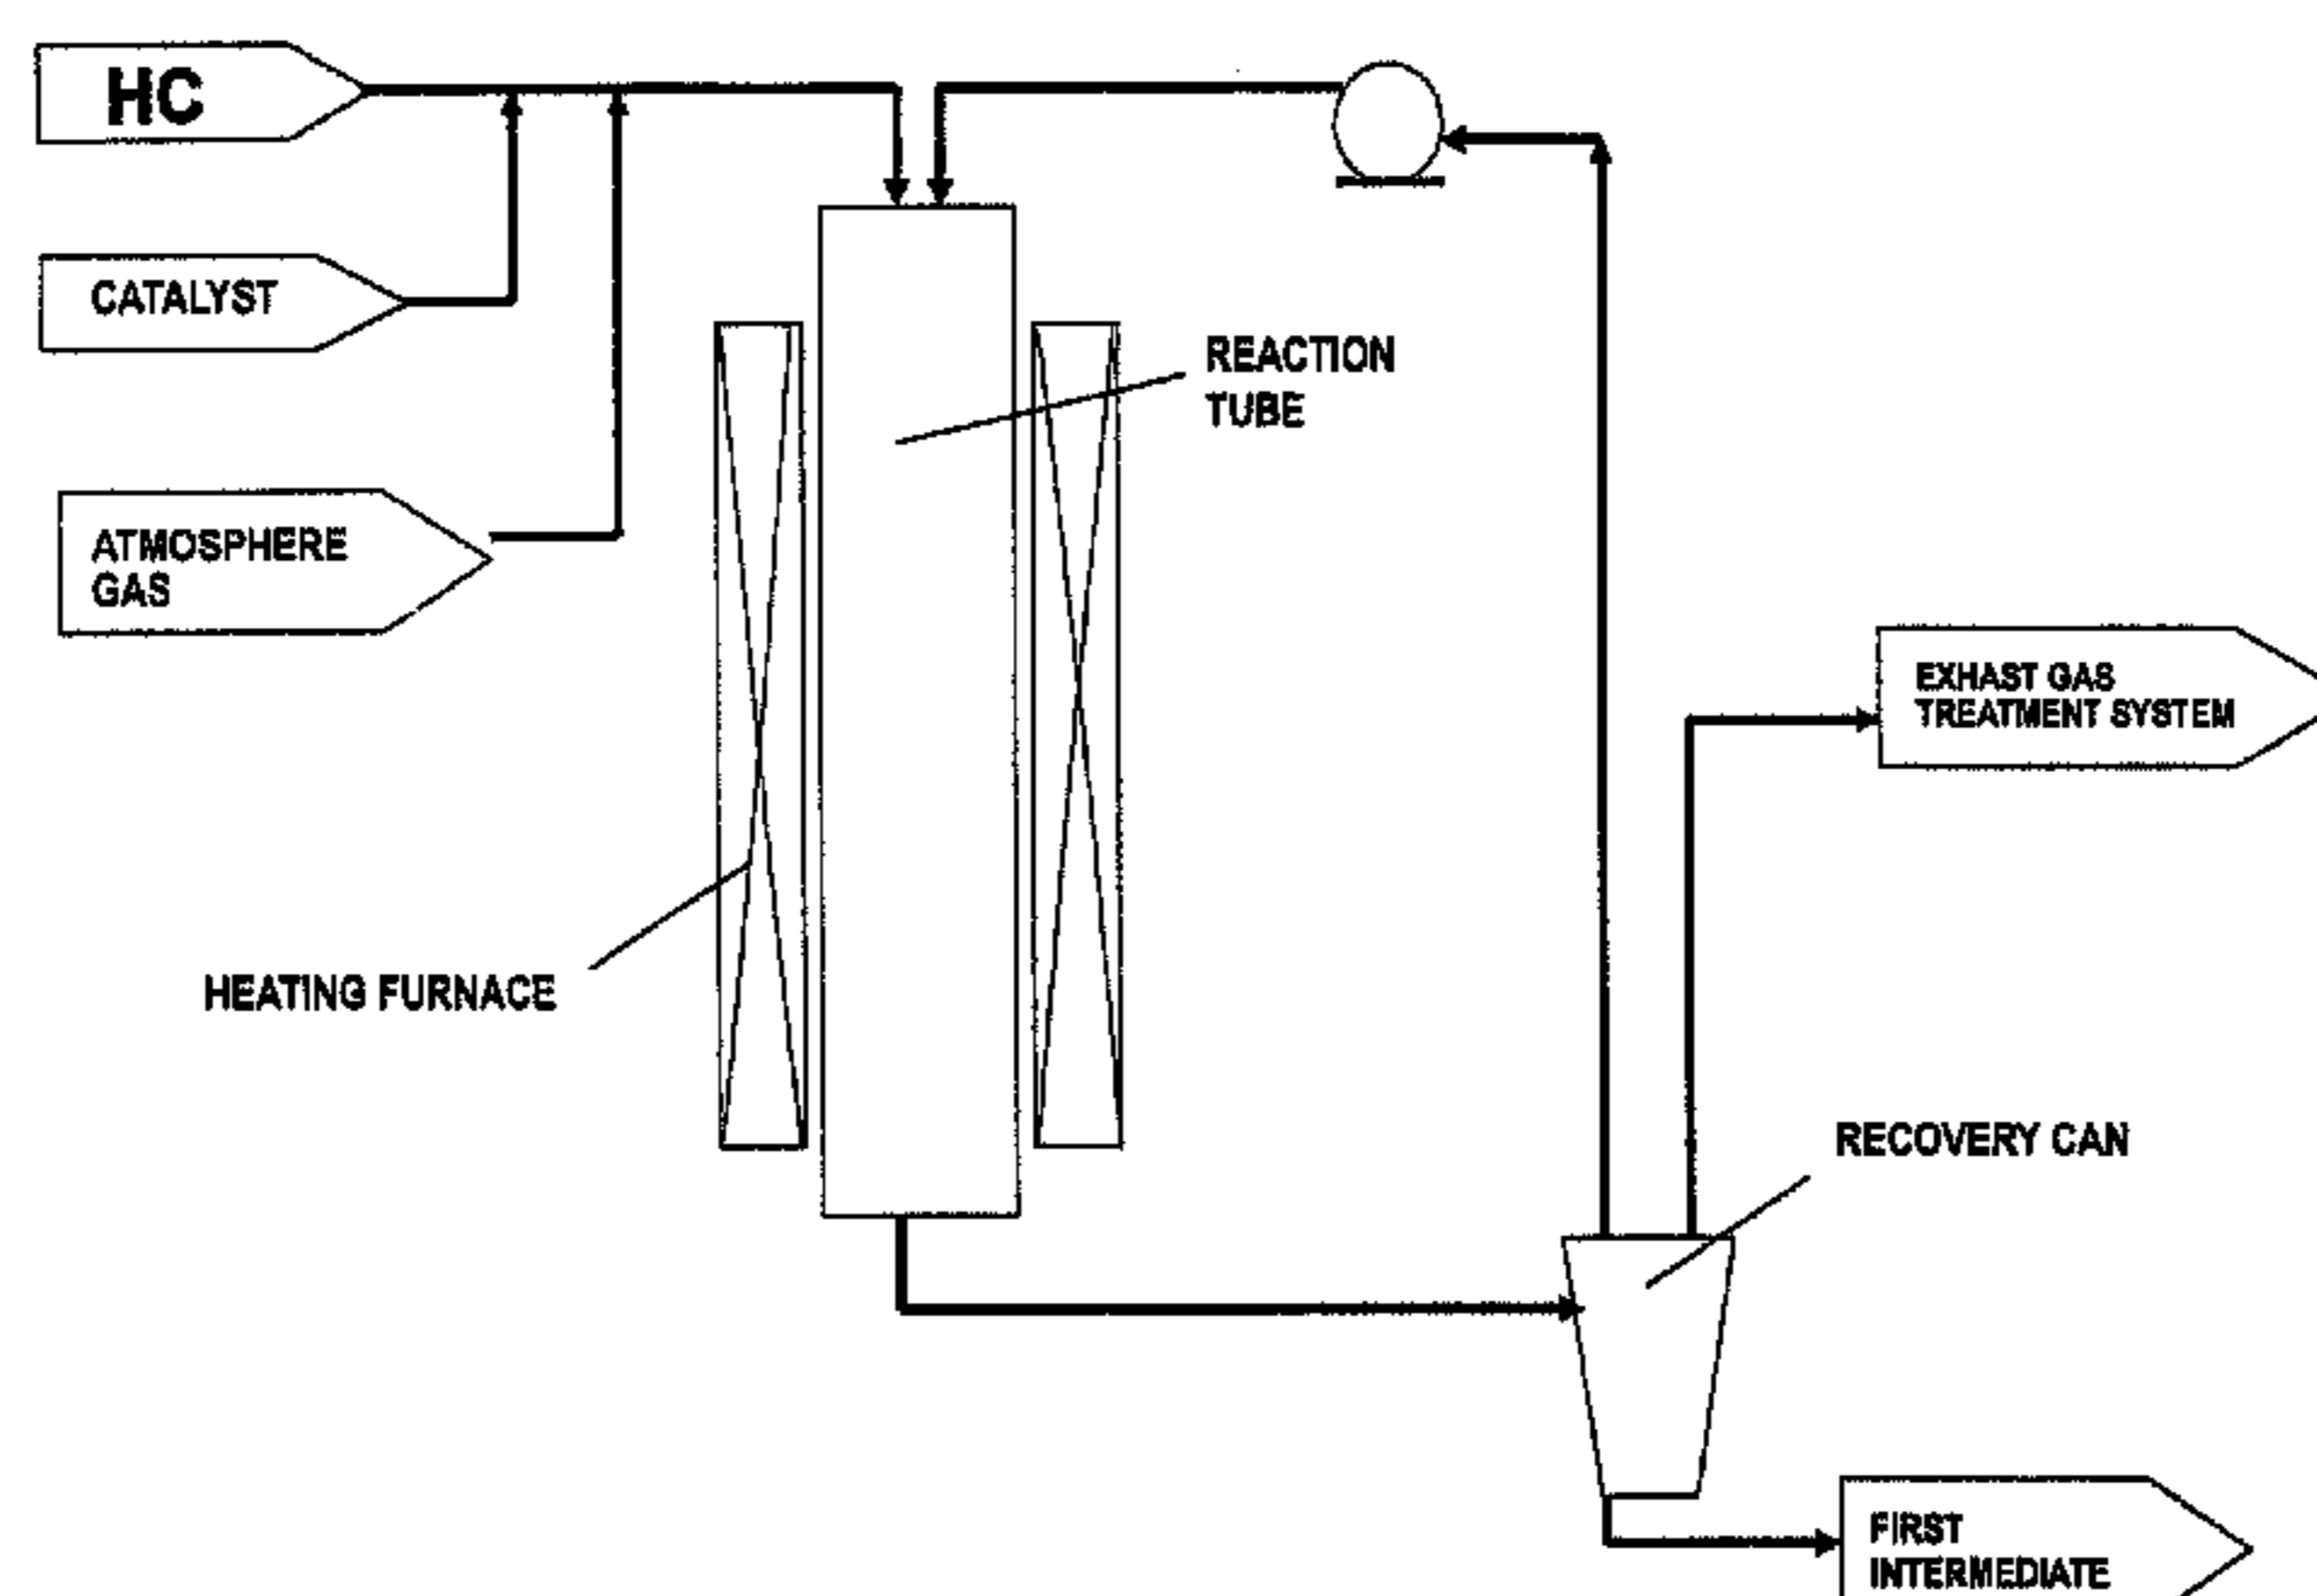 HC
CATALYST
REACTION
TUBE
ATMOSPHERE
GAS
EXHAST GAS
TREATMENT SYSTEM
HEATING FURNACE
RECOVERY CAN
FIRST
INTERMEDIATE